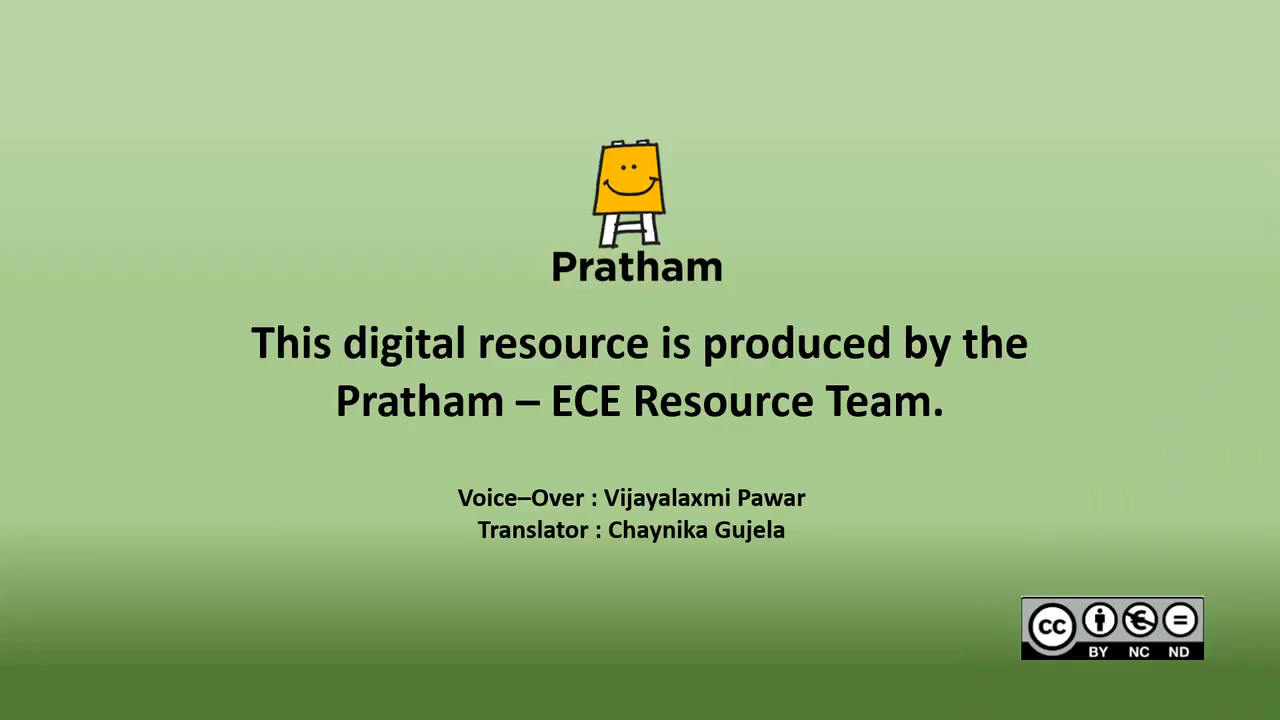 Pratham
This digital resource is produced by the
Pratham – ECE Resource Team.
Voice–Over : Vijayalaxmi Pawar
Translator : Chaynika Gujela
cc
BY NC ND